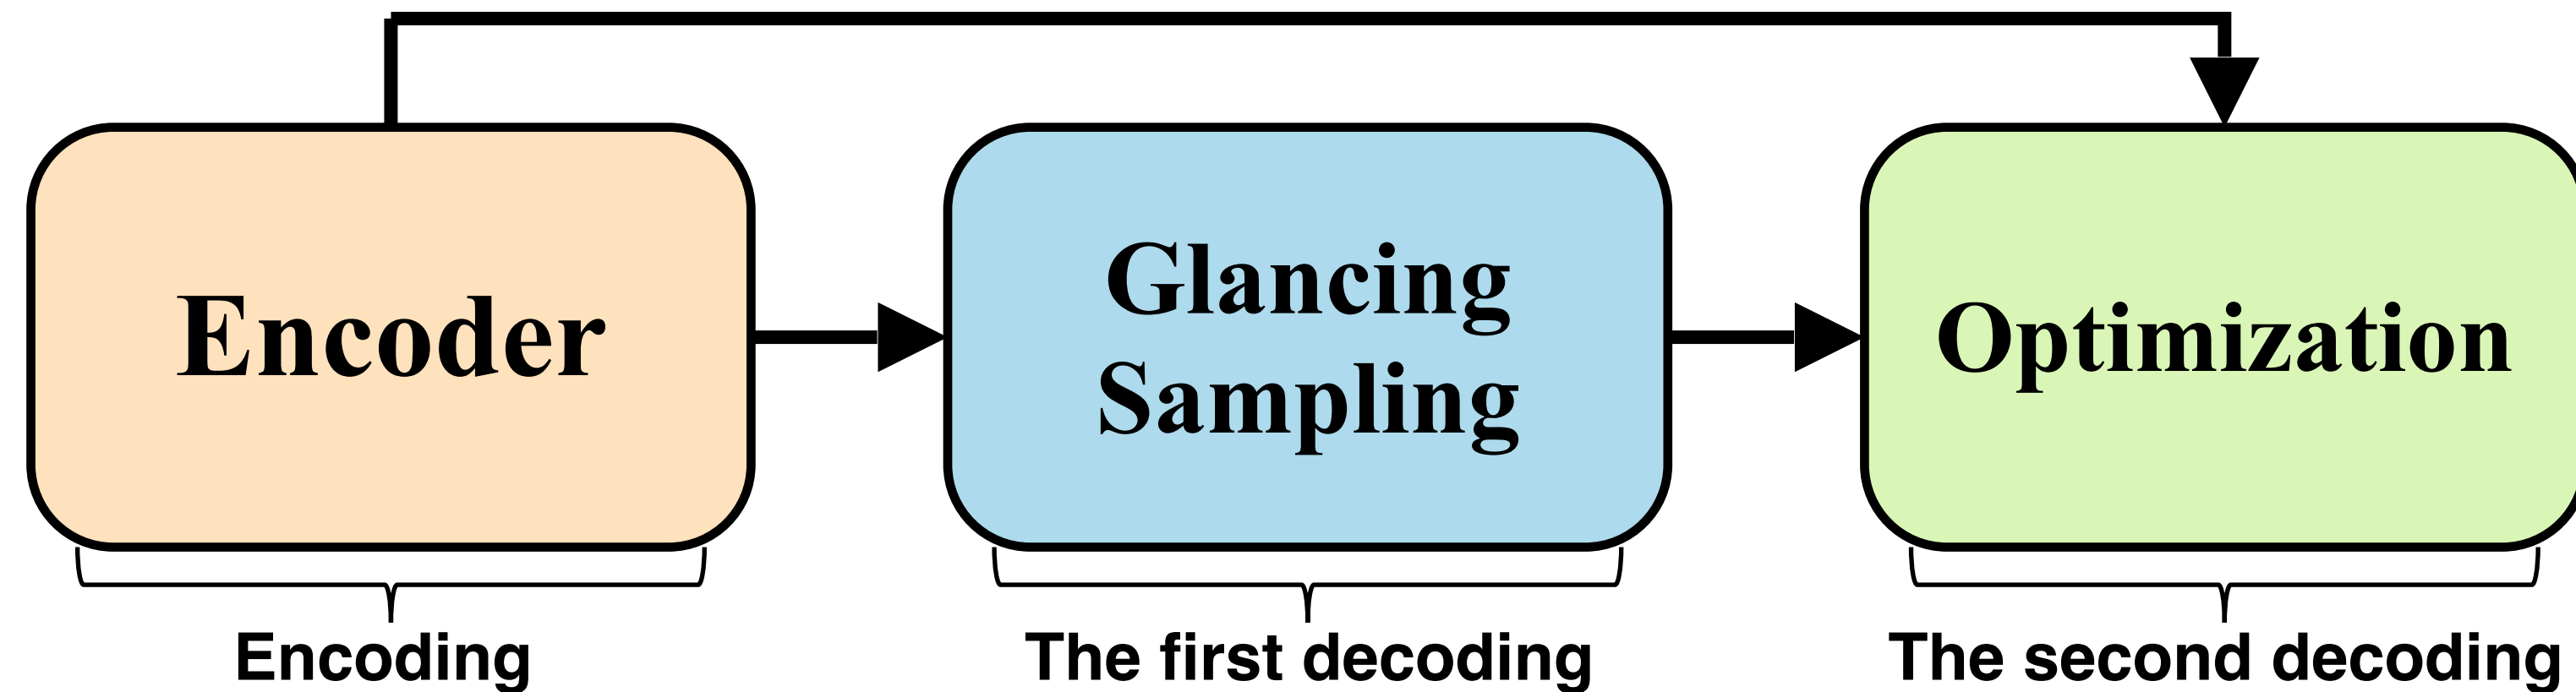 Encoder
Glancing
Sampling
Optimization
Encoding
The first decoding
The second decoding